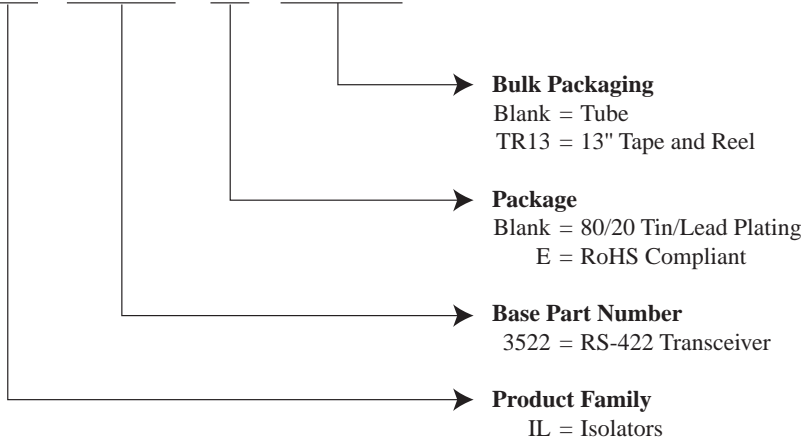 Bulk Packaging
Blank = Tube
TR13 = 13" Tape and Reel
Package
Blank = 80/20 Tin/Lead Plating
E = RoHS Compliant
Base Part Number
3522 = RS-422 Transceiver
Product Family
IL = Isolators